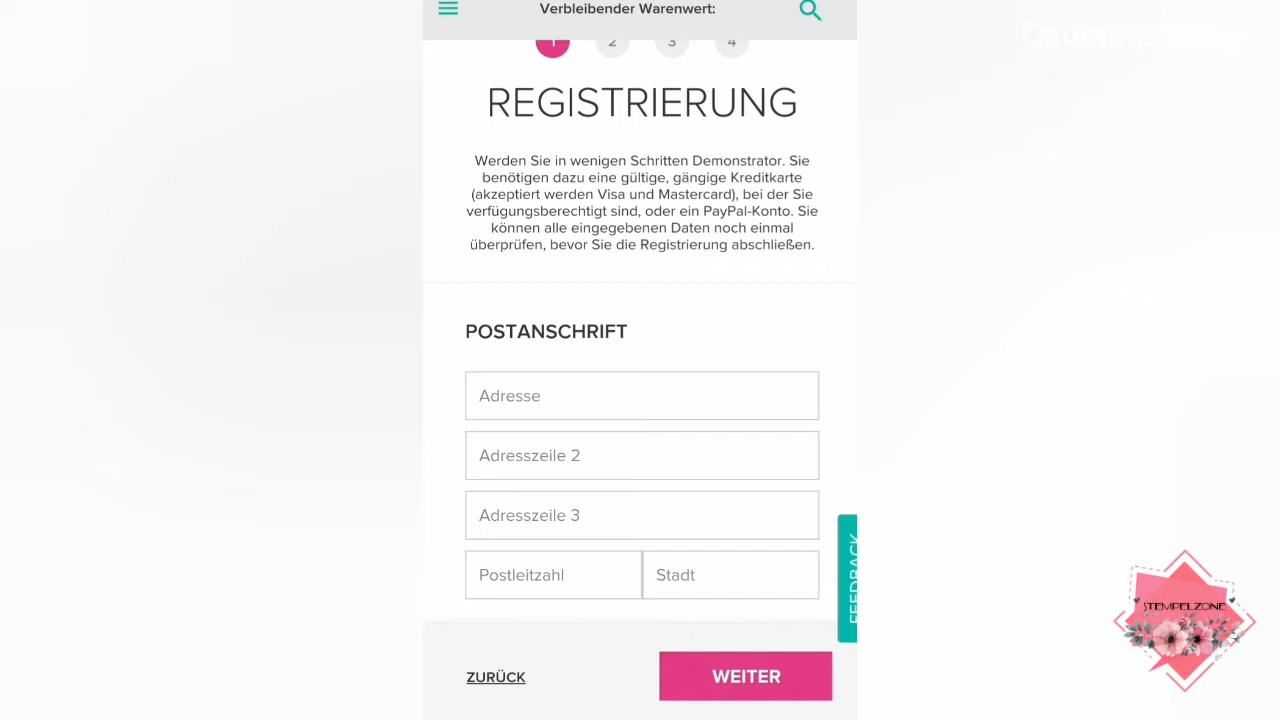 Verbleibender Warenwert:
1 2 3 4
REGISTRIERUNG
Werden Sie in wenigen Schritten Demonstrator. Sie
benötigen dazu eine gültige, gängige Kreditkarte
(akzeptiert werden Visa und Mastercard), bei der Sie
verfügungsberechtigt sind, oder ein PayPal-Konto. Sie
können alle eingegebenen Daten noch einmal
überprüfen, bevor Sie die Registrierung abschließen.
POSTANSCHRIFT
Adresse
Adresszeile 2
Adresszeile 3
Postleitzahl Stadt
FEEDBACK
STEMPELZONE
ZURÜCK WEITER